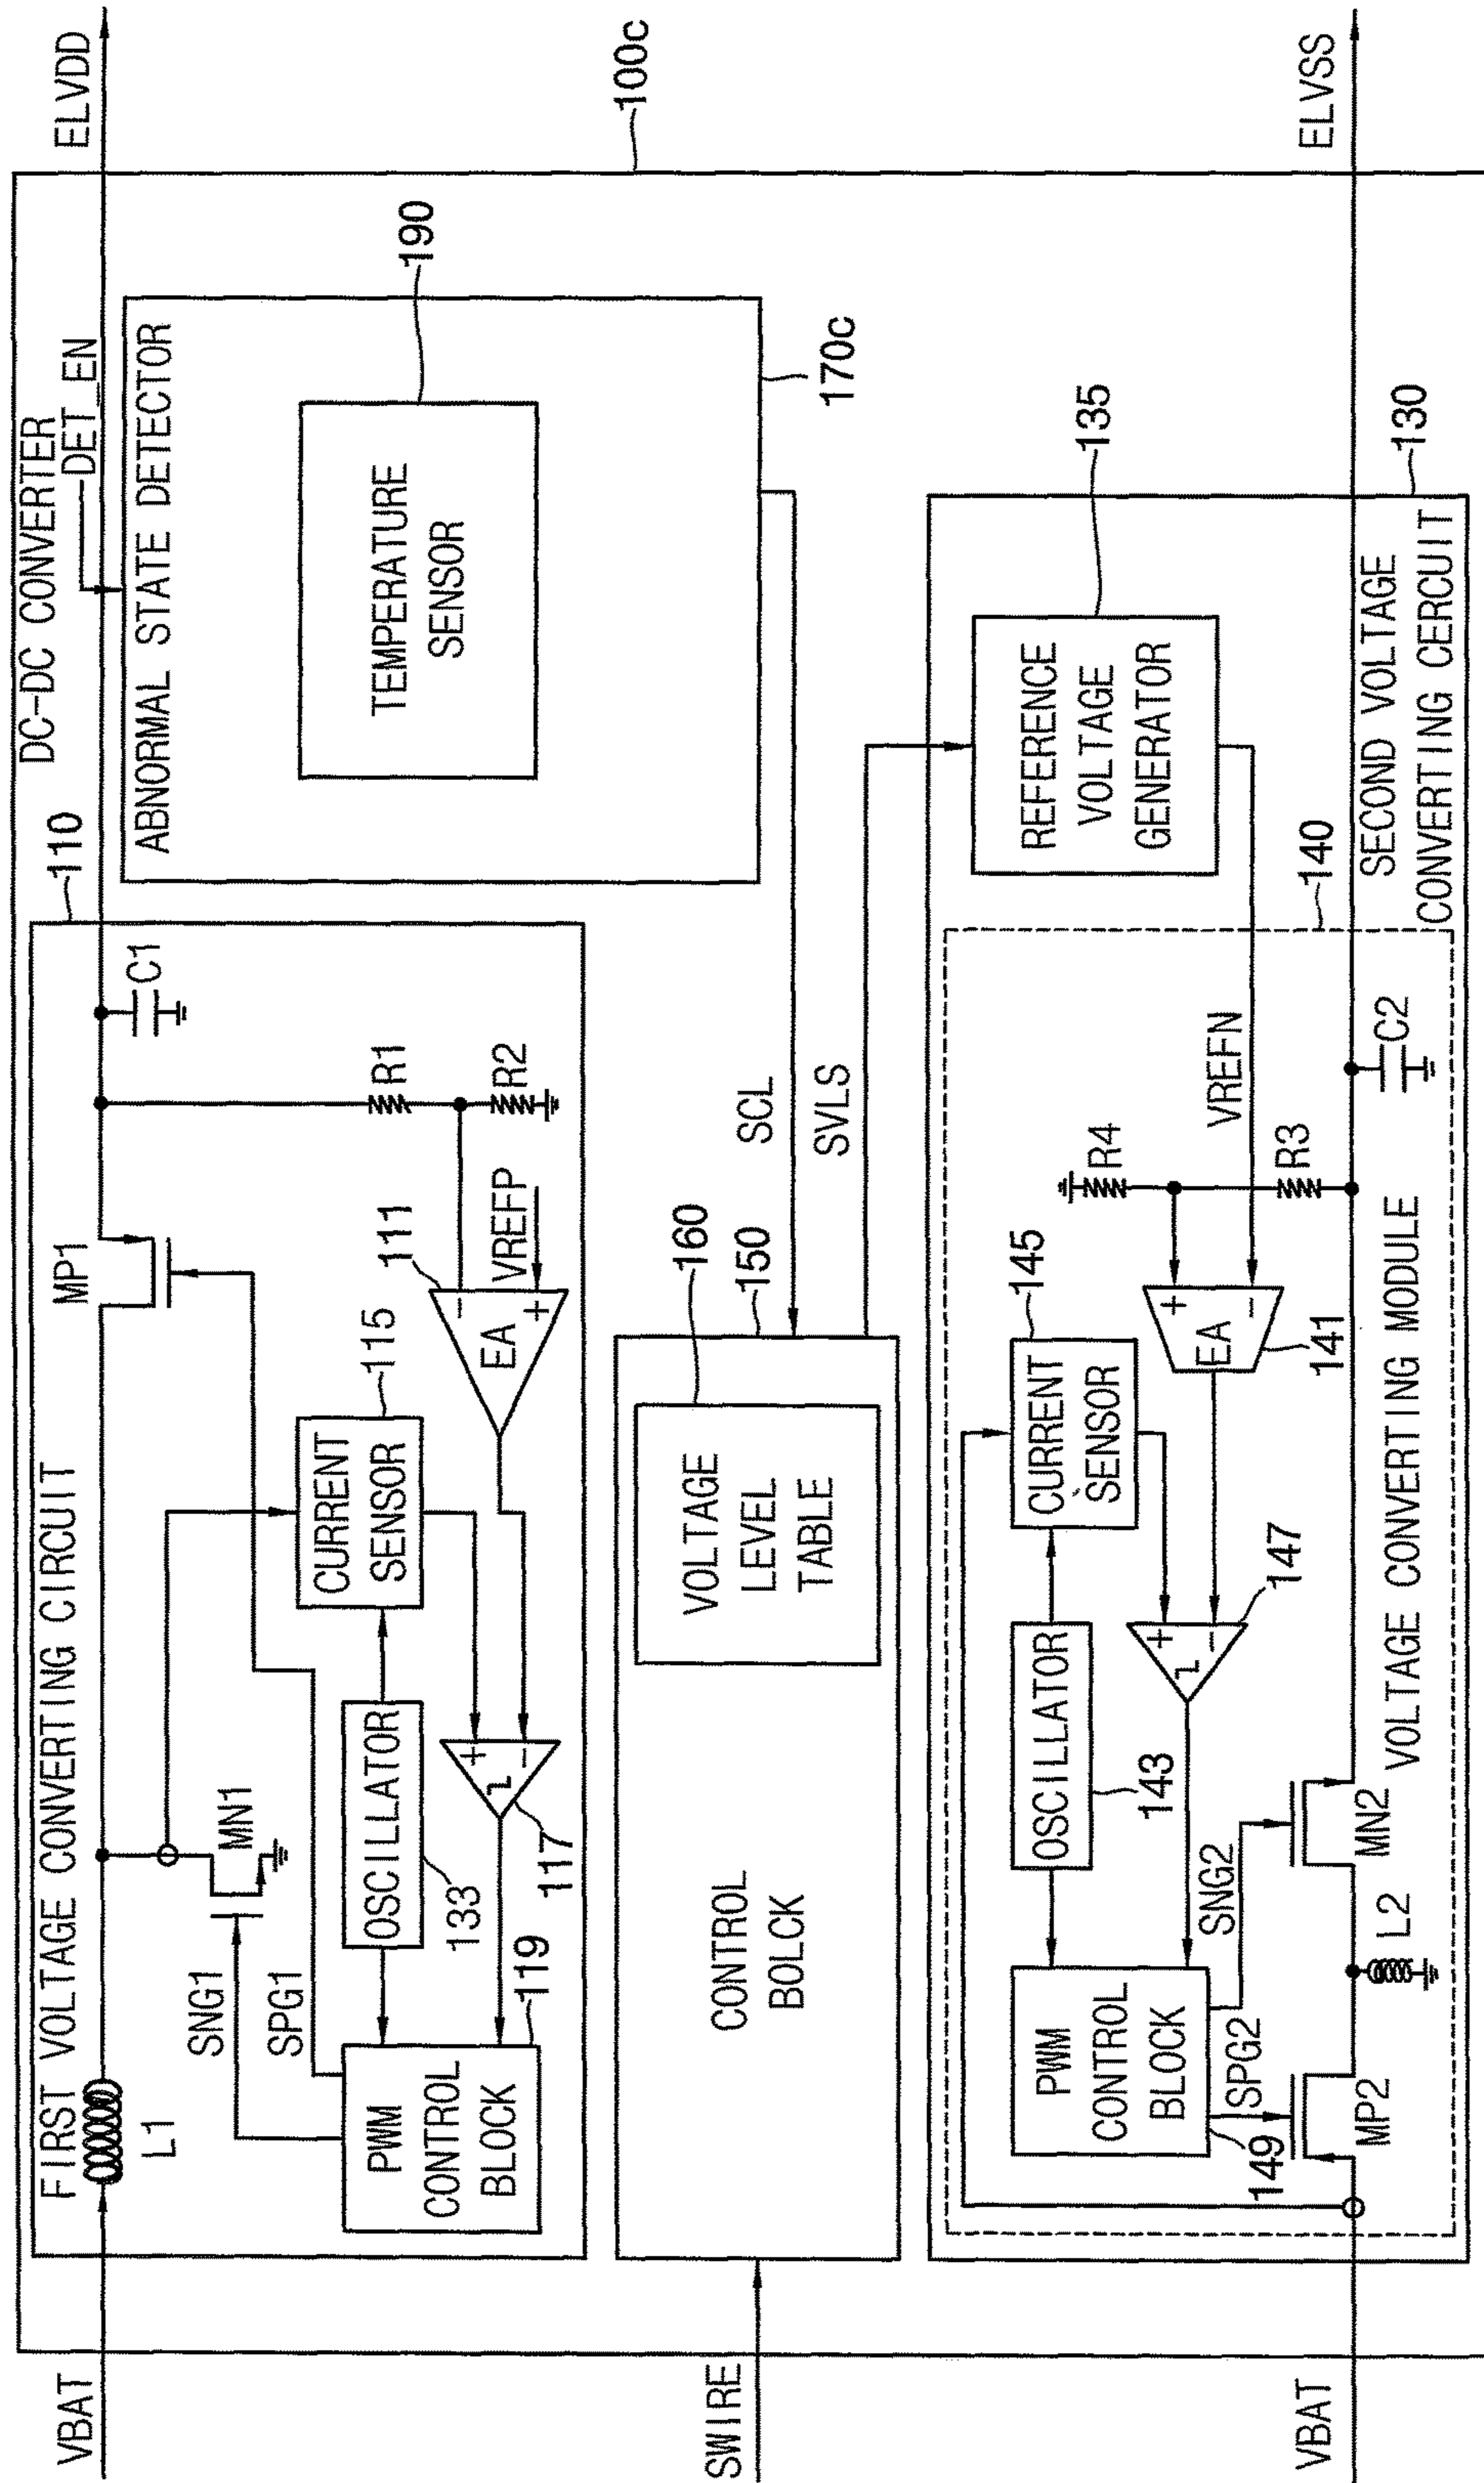 DC-DC CONVERTER
100c
VBAT
ELVDD
DET_EN
FIRST VOLTAGE CONVERTING CIRCUIT
110
L1
MN1
MP1
C1
SNG1
SPG1
R1
R2
CURRENT
SENSOR
115
OSCILLATOR
133
EA
-
+
111
VREFP
+
-
117
PWM
CONTROL
BLOCK
119
ABNORMAL STATE DETECTOR
TEMPERATURE
SENSOR
190
170c
SWIRE
CONTROL
BOLCK
VOLTAGE
LEVEL
TABLE
160
150
SCL
SVLS
REFERENCE
VOLTAGE
GENERATOR
135
130
140
PWM
CONTROL
BLOCK
149
OSCILLATOR
143
CURRENT
SENSOR
145
+
-
147
EA
+
-
141
R4
R3
VREFN
SNG2
SPG2
MP2
MN2
L2
C2
VOLTAGE CONVERTING MODULE
SECOND VOLTAGE
CONVERTING CERCUIT
VBAT
ELVSS